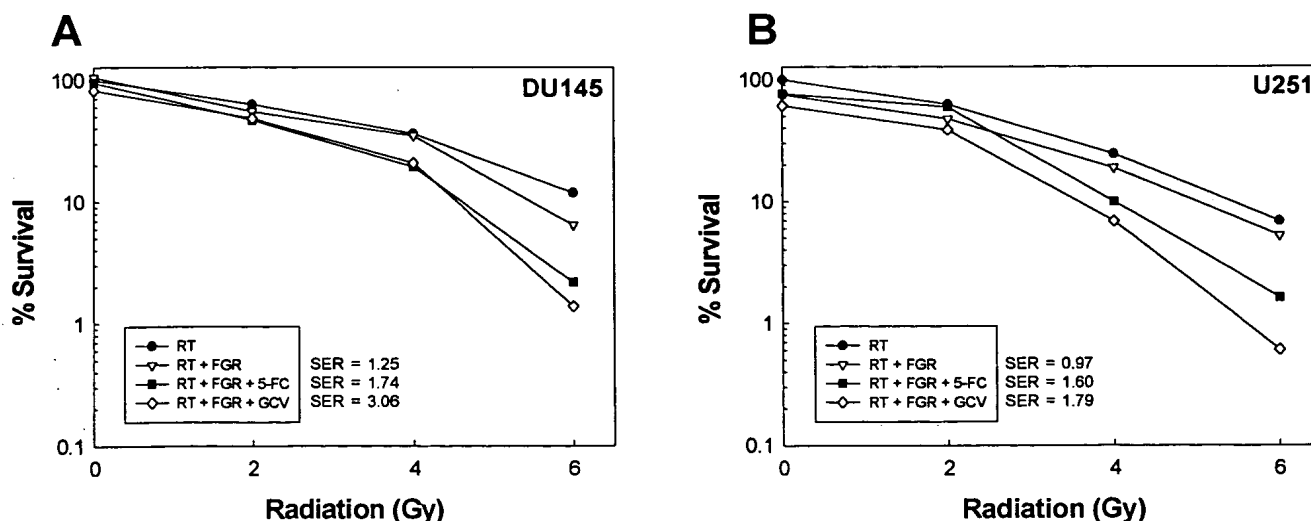 A
DU145
% Survival
100
10
1
0.1
RT
RT + FGR SER = 1.25
RT + FGR + 5-FC SER = 1.74
RT + FGR + GCV SER = 3.06
0 2 4 6
Radiation (Gy)
B
U251
% Survival
100
10
1
0.1
RT
RT + FGR SER = 0.97
RT + FGR + 5-FC SER = 1.60
RT + FGR + GCV SER = 1.79
0 2 4 6
Radiation (Gy)